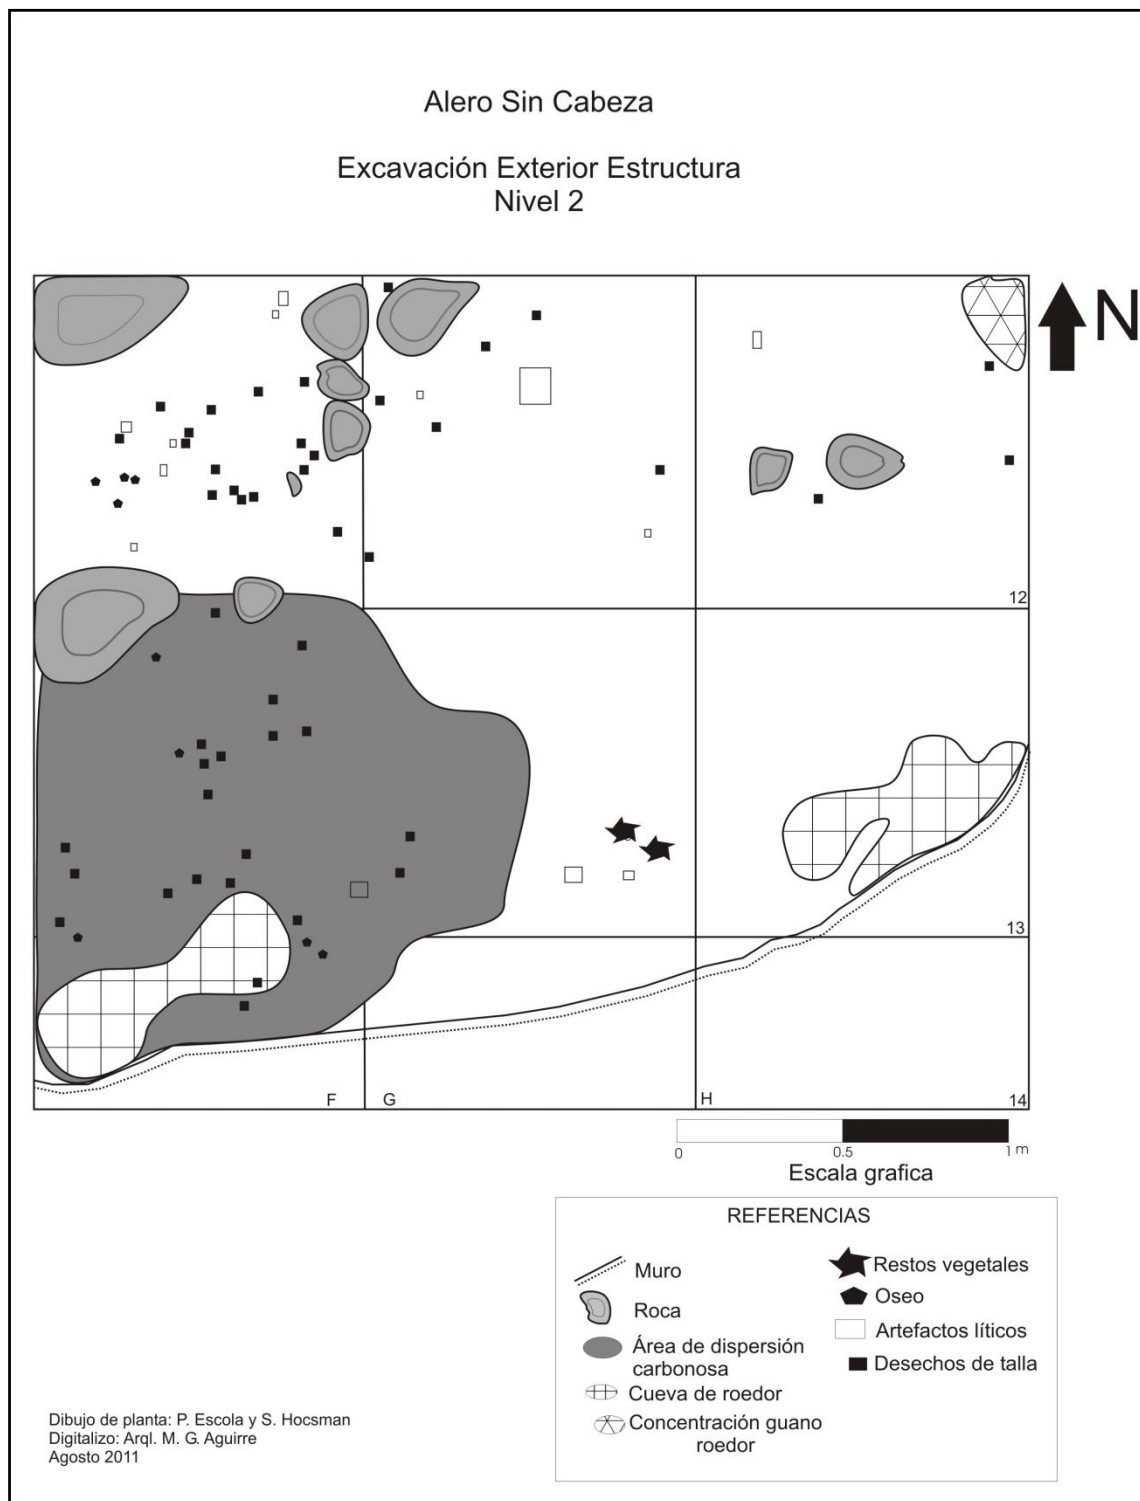 Alero Sin Cabeza
Excavación Exterior Estructura
Nivel 2
N
12
13
F
G
H
14
0
0.5
1 m
Escala grafica
REFERENCIAS
Muro
Roca
Área de dispersión
carbonosa
Cueva de roedor
Concentración guano
roedor
Restos vegetales
Oseo
Artefactos líticos
Desechos de talla
Dibujo de planta: P. Escola y S. Hocsman
Digitalizo: Arql. M. G. Aguirre
Agosto 2011